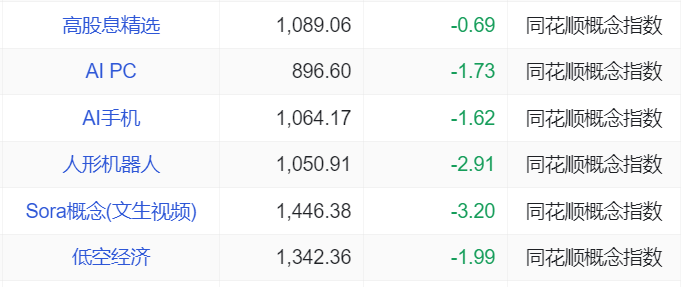 高股息精选 1,089.06 -0.69 同花顺概念指数
AI PC 896.60 -1.73 同花顺概念指数
AI手机 1,064.17 -1.62 同花顺概念指数
人形机器人 1,050.91 -2.91 同花顺概念指数
Sora概念(文生视频) 1,446.38 -3.20 同花顺概念指数
低空经济 1,342.36 -1.99 同花顺概念指数